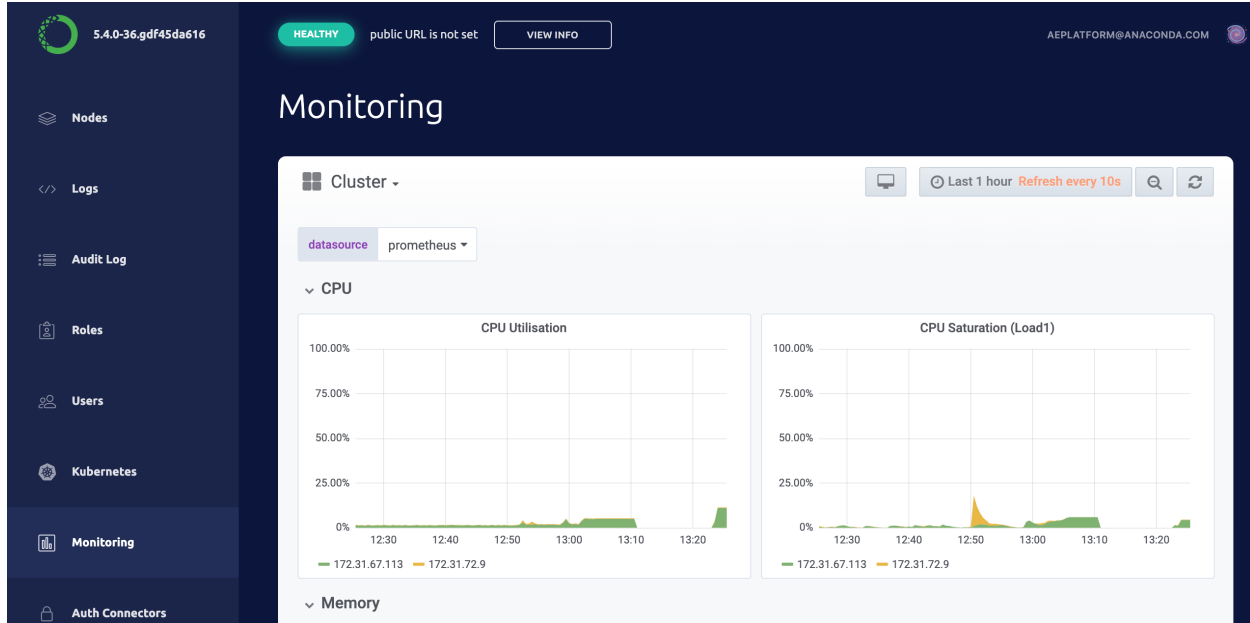 5.4.0-36.gdf45da616
HEALTHY public URL is not set VIEW INFO
AEPLATFORM@ANACONDA.COM
Nodes
Logs
Audit Log
Roles
Users
Kubernetes
Monitoring
Auth Connectors
Monitoring
Cluster
Last 1 hour Refresh every 10s
datasource prometheus
CPU
CPU Utilisation
100.00%
75.00%
50.00%
25.00%
0%
12:30 12:40 12:50 13:00 13:10 13:20
172.31.67.113 172.31.72.9
CPU Saturation (Load1)
100.00%
75.00%
50.00%
25.00%
0%
12:30 12:40 12:50 13:00 13:10 13:20
172.31.67.113 172.31.72.9
Memory